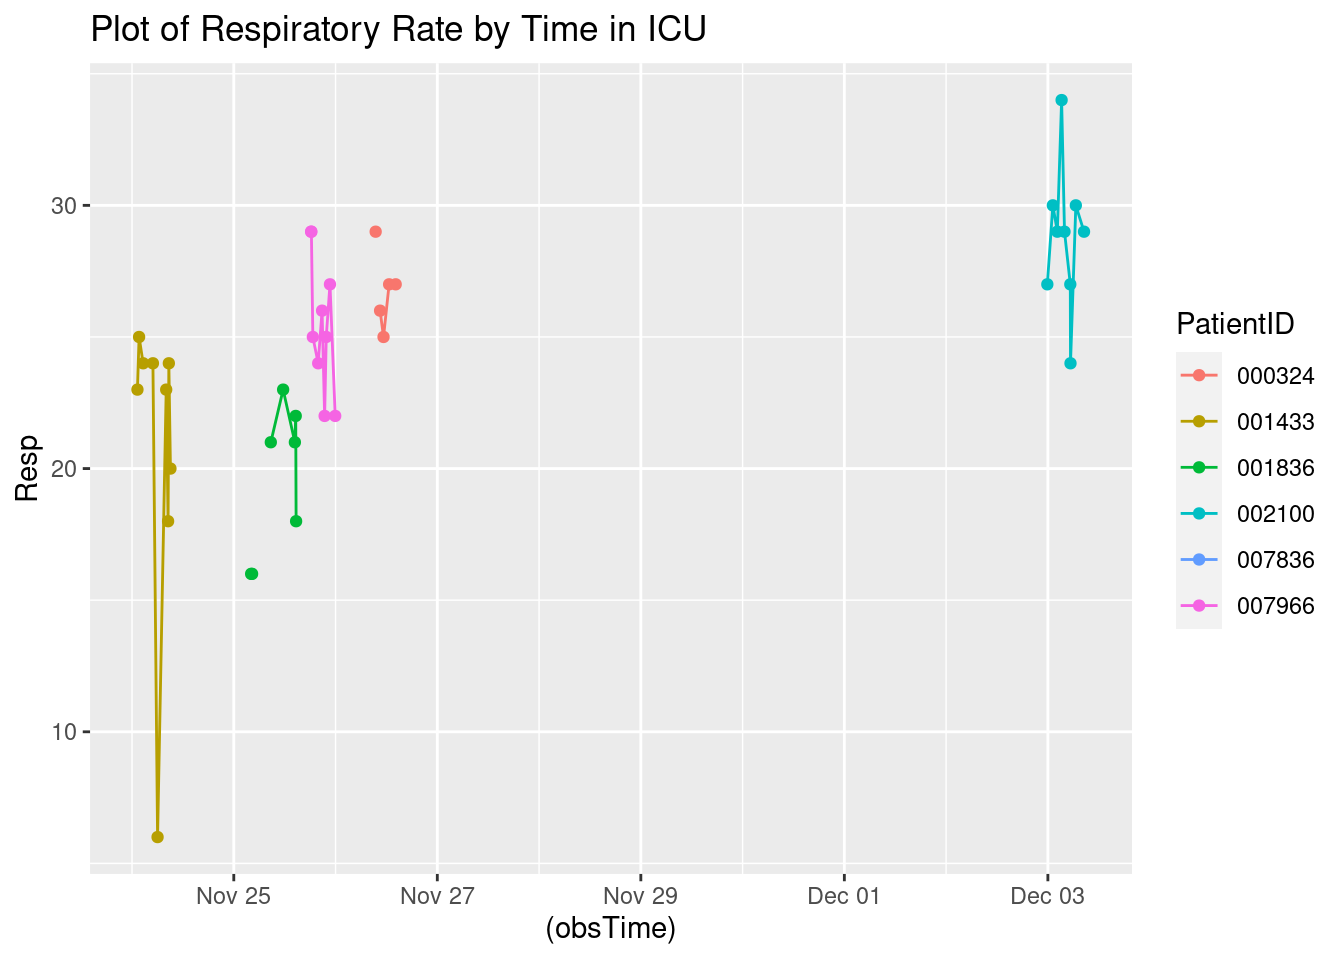 Plot of Respiratory Rate by Time in ICU
30
20
10
Resp
Nov 25
Nov 27
Nov 29
Dec 01
Dec 03
(obsTime)
PatientID
000324
001433
001836
002100
007836
007966